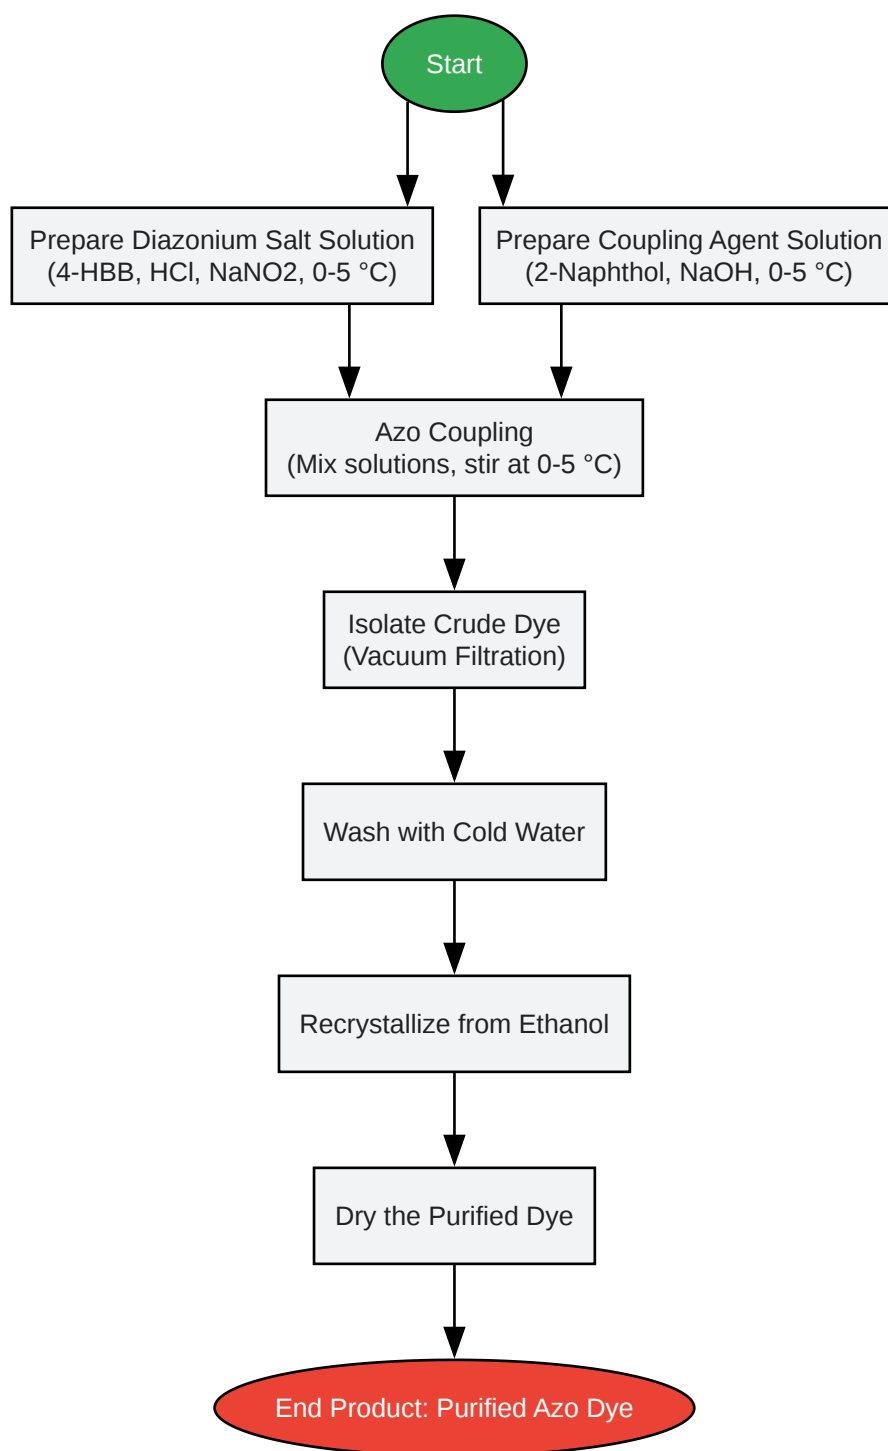 Start
Prepare Diazonium Salt Solution
(4-HBB, HCl, NaNO2, 0-5 °C)
Prepare Coupling Agent Solution
(2-Naphthol, NaOH, 0-5 °C)
Azo Coupling
(Mix solutions, stir at 0-5 °C)
Isolate Crude Dye
(Vacuum Filtration)
Wash with Cold Water
Recrystallize from Ethanol
Dry the Purified Dye
End Product: Purified Azo Dye